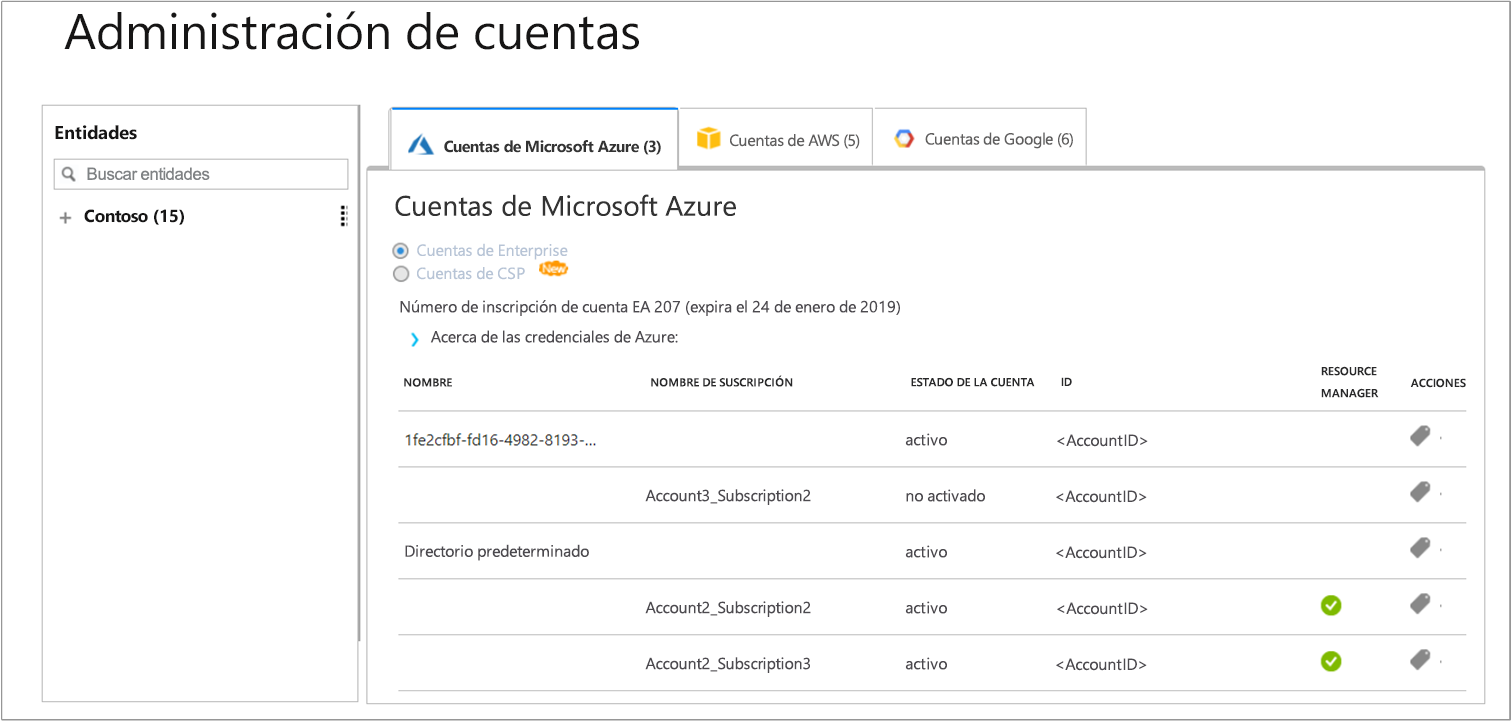 Administración de cuentas
Entidades
Buscar entidades
+ Contoso (15)
Cuentas de Microsoft Azure (3)
Cuentas de AWS (5)
Cuentas de Google (6)
Cuentas de Microsoft Azure
Cuentas de Enterprise
Cuentas de CSP New
Número de inscripción de cuenta EA 207 (expira el 24 de enero de 2019)
Acerca de las credenciales de Azure:
NOMBRE NOMBRE DE SUSCRIPCIÓN ESTADO DE LA CUENTA ID RESOURCE MANAGER ACCIONES
1fe2cfbf-fd16-4982-8193-... activo <AccountID>
Account3_Subscription2 no activado <AccountID>
Directorio predeterminado activo <AccountID>
Account2_Subscription2 activo <AccountID>
Account2_Subscription3 activo <AccountID>